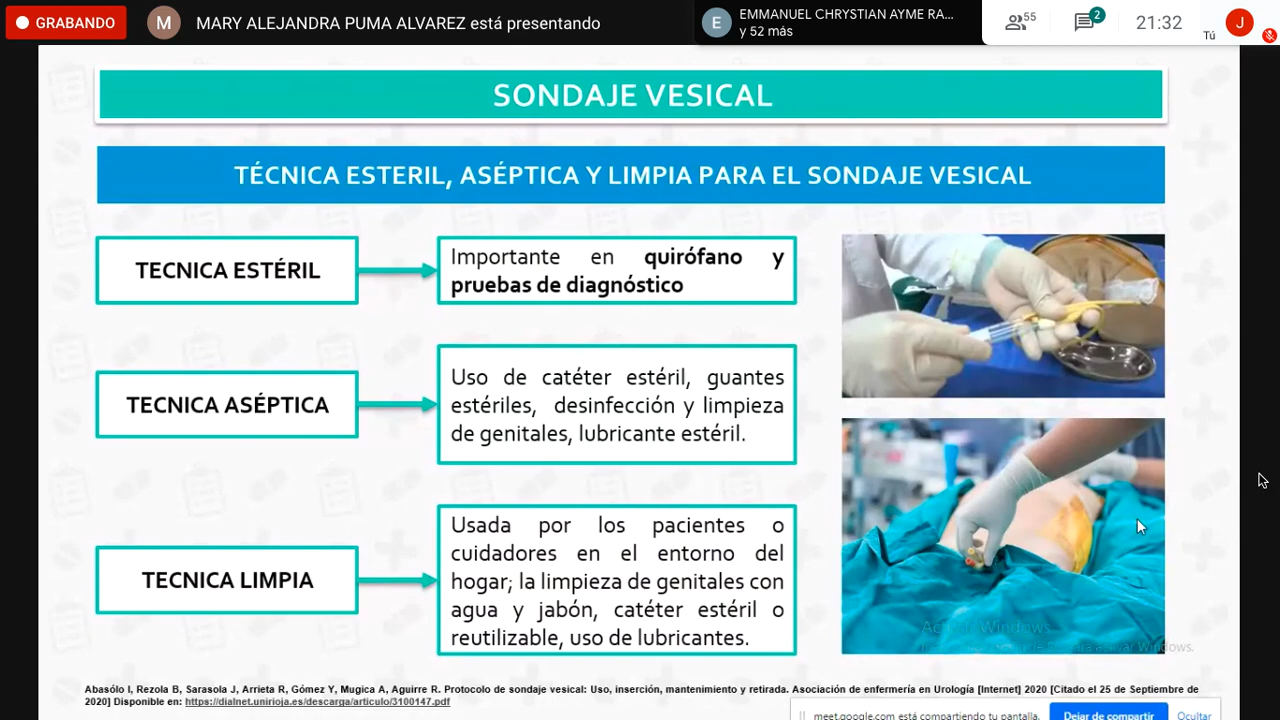 GRABANDO
M
MARY ALEJANDRA PUMA ALVAREZ está presentando
E
EMMANUEL CHRYSTIAN AYME RA...
y 52 más
55
2
21:32
Tú
J
SONDAJE VESICAL
TÉCNICA ESTERIL, ASÉPTICA Y LIMPIA PARA EL SONDAJE VESICAL
TECNICA ESTÉRIL
Importante en quirófano y
pruebas de diagnóstico
TECNICA ASÉPTICA
Uso de catéter estéril, guantes
estériles, desinfección y limpieza
de genitales, lubricante estéril.
TECNICA LIMPIA
Usada por los pacientes o
cuidadores en el entorno del
hogar; la limpieza de genitales con
agua y jabón, catéter estéril o
reutilizable, uso de lubricantes.
Activar Windows
activar Windows.
Abasólo I, Rezola B, Sarasola J, Arrieta R, Gómez Y, Mugica A, Aguirre R. Protocolo de sondaje vesical: Uso, inserción, mantenimiento y retirada. Asociación de enfermería en Urología [Internet] 2020 [Citado el 25 de Septiembre de
2020] Disponible en: https://dialnet.unirioja.es/descarga/articulo/3100147.pdf
meet.google.com está compartiendo tu pantalla.
Dejar de compartir
Ocultar